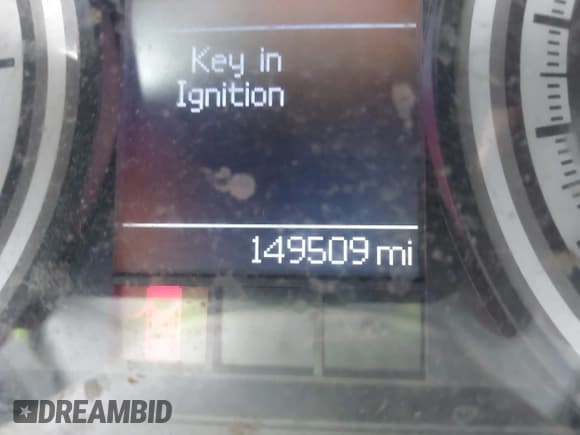 Key in
Ignition
149509 mi
DREAMBID